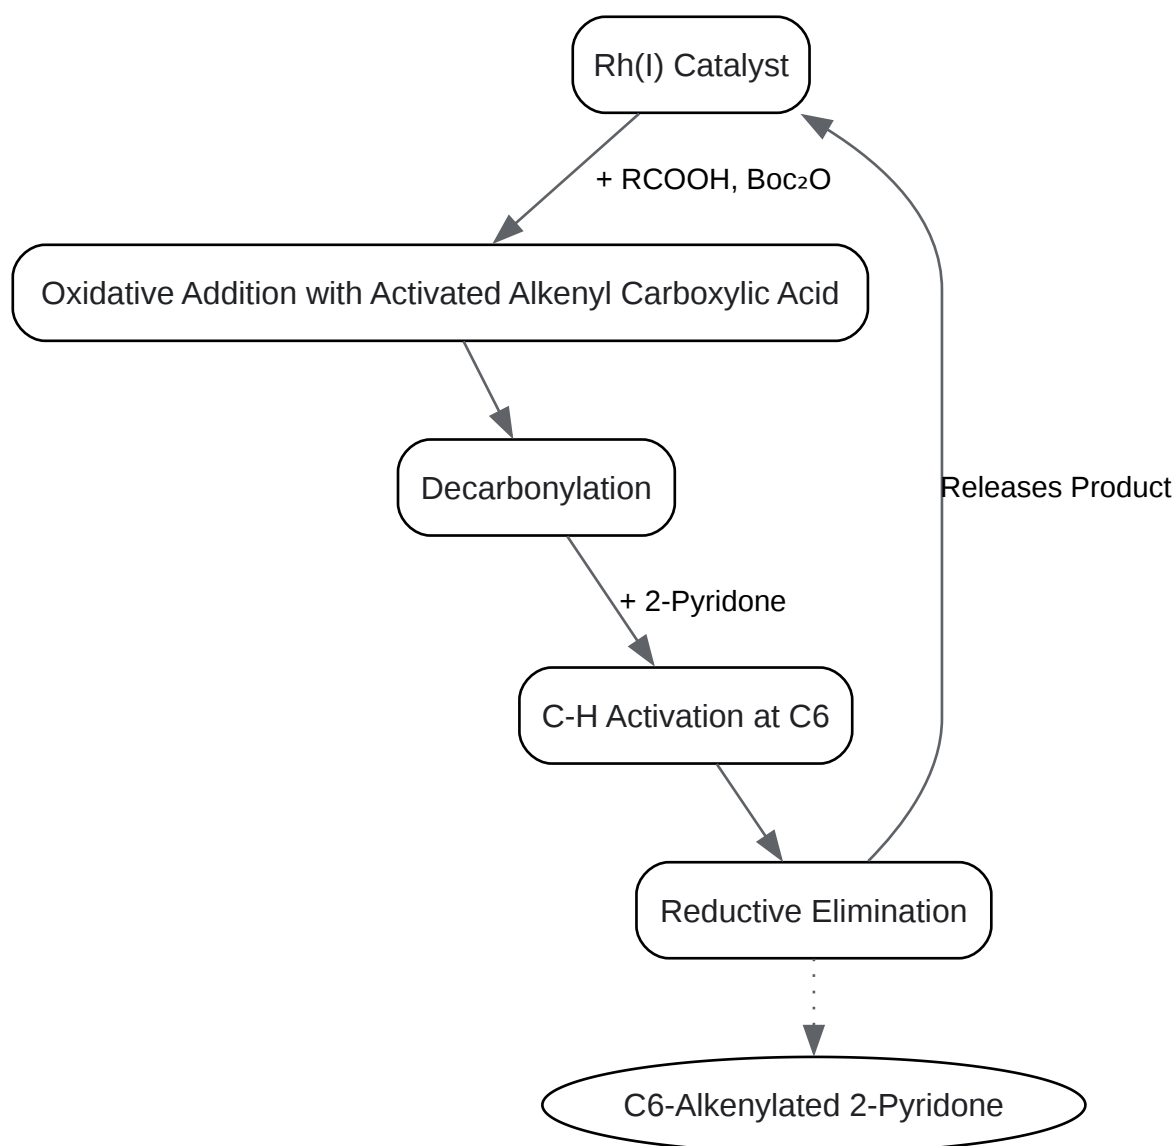 Rh(I) Catalyst
+ RCOOH, Boc₂O
Oxidative Addition with Activated Alkenyl Carboxylic Acid
Decarbonylation
Releases Product
+ 2-Pyridone
C-H Activation at C6
Reductive Elimination
C6-Alkenylated 2-Pyridone